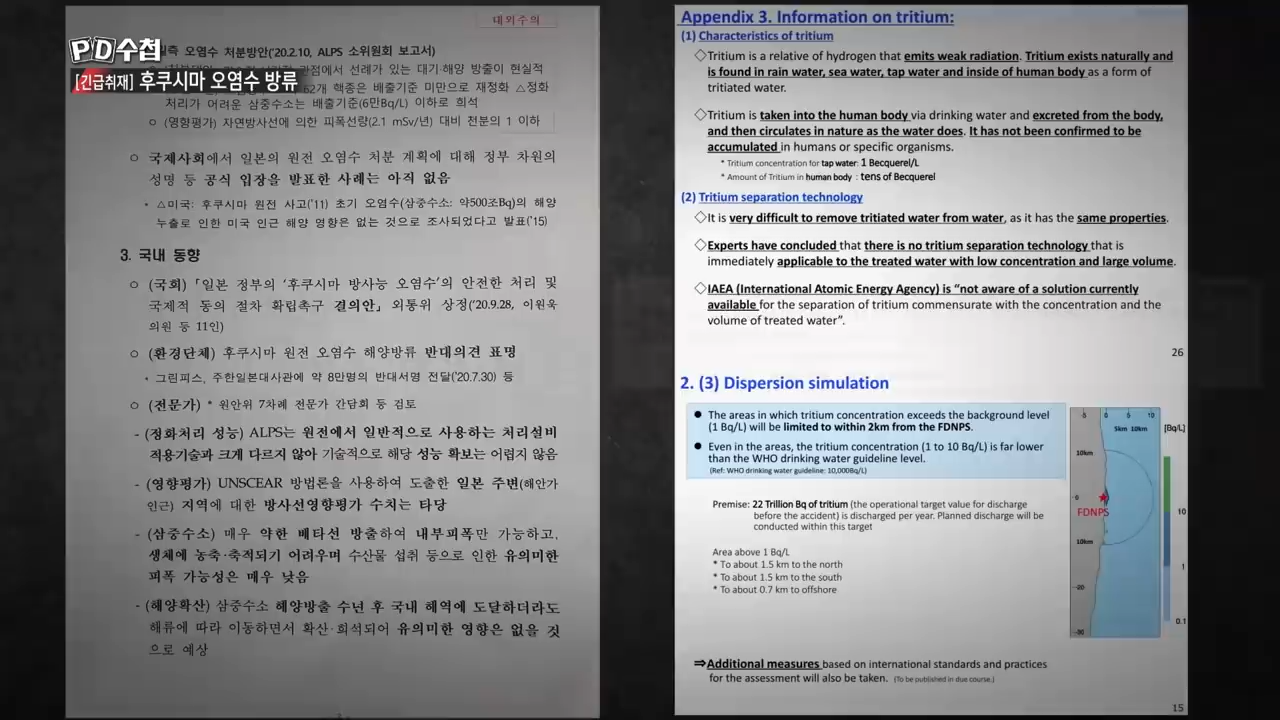 PD수첩
[긴급취재] 후쿠시마 오염수 방류
대외주의
측 오염수 처분방안('20.2.10, ALPS 소위원회 보고서)
관점에서 선례가 있는 대기·해양 방출이 현실적
62개 핵종은 배출기준 미만으로 재정화 △정화
처리가 어려운 삼중수소는 배출기준(6만Bq/L) 이하로 희석
○ (영향평가) 자연방사선에 의한 피폭선량(2.1 mSv/년) 대비 천분의 1 이하
○ 국제사회에서 일본의 원전 오염수 처분 계획에 대해 정부 차원의
성명 등 공식 입장을 발표한 사례는 아직 없음
* △미국: 후쿠시마 원전 사고('11) 초기 오염수(삼중수소: 약500조Bq)의 해양
누출로 인한 미국 인근 해양 영향은 없는 것으로 조사되었다고 발표('15)
3. 국내 동향
○ (국회) 「일본 정부의 '후쿠시마 방사능 오염수'의 안전한 처리 및
국제적 동의 절차 확립촉구 결의안」 외통위 상정('20.9.28, 이원욱
의원 등 11인)
○ (환경단체) 후쿠시마 원전 오염수 해양방류 반대의견 표명
* 그린피스, 주한일본대사관에 약 8만명의 반대서명 전달('20.7.30) 등
○ (전문가) * 원안위 7차례 전문가 간담회 등 검토
- (정화처리 성능) ALPS는 원전에서 일반적으로 사용하는 처리설비
적용기술과 크게 다르지 않아 기술적으로 해당 성능 확보는 어렵지 않음
- (영향평가) UNSCEAR 방법론을 사용하여 도출한 일본 주변(해안가
인근) 지역에 대한 방사선영향평가 수치는 타당
- (삼중수소) 매우 약한 베타선 방출하여 내부피폭만 가능하고,
생체에 농축·축적되기 어려우며 수산물 섭취 등으로 인한 유의미한
피폭 가능성은 매우 낮음
- (해양확산) 삼중수소 해양방출 수년 후 국내 해역에 도달하더라도
해류에 따라 이동하면서 확산·희석되어 유의미한 영향은 없을 것
으로 예상
Appendix 3. Information on tritium:
(1) Characteristics of tritium
◇Tritium is a relative of hydrogen that emits weak radiation. Tritium exists naturally and
is found in rain water, sea water, tap water and inside of human body as a form of
tritiated water.
◇Tritium is taken into the human body via drinking water and excreted from the body,
and then circulates in nature as the water does. It has not been confirmed to be
accumulated in humans or specific organisms.
* Tritium concentration for tap water: 1 Becquerel/L
* Amount of Tritium in human body : tens of Becquerel
(2) Tritium separation technology
◇It is very difficult to remove tritiated water from water, as it has the same properties.
◇Experts have concluded that there is no tritium separation technology that is
immediately applicable to the treated water with low concentration and large volume.
◇IAEA (International Atomic Energy Agency) is “not aware of a solution currently
available for the separation of tritium commensurate with the concentration and the
volume of treated water”.
26
2. (3) Dispersion simulation
● The areas in which tritium concentration exceeds the background level
(1 Bq/L) will be limited to within 2km from the FDNPS.
● Even in the areas, the tritium concentration (1 to 10 Bq/L) is far lower
than the WHO drinking water guideline level.
(Ref: WHO drinking water guideline: 10,000Bq/L)
Premise: 22 Trillion Bq of tritium (the operational target value for discharge
before the accident) is discharged per year. Planned discharge will be
conducted within this target
Area above 1 Bq/L
* To about 1.5 km to the north
* To about 1.5 km to the south
* To about 0.7 km to offshore
-5 0 5 10
5km 10km
[Bq/L]
10km
0
FDNPS
10
10km
1
-20
0.1
-30
⇒Additional measures based on international standards and practices
for the assessment will also be taken. (To be published in due course.)
15